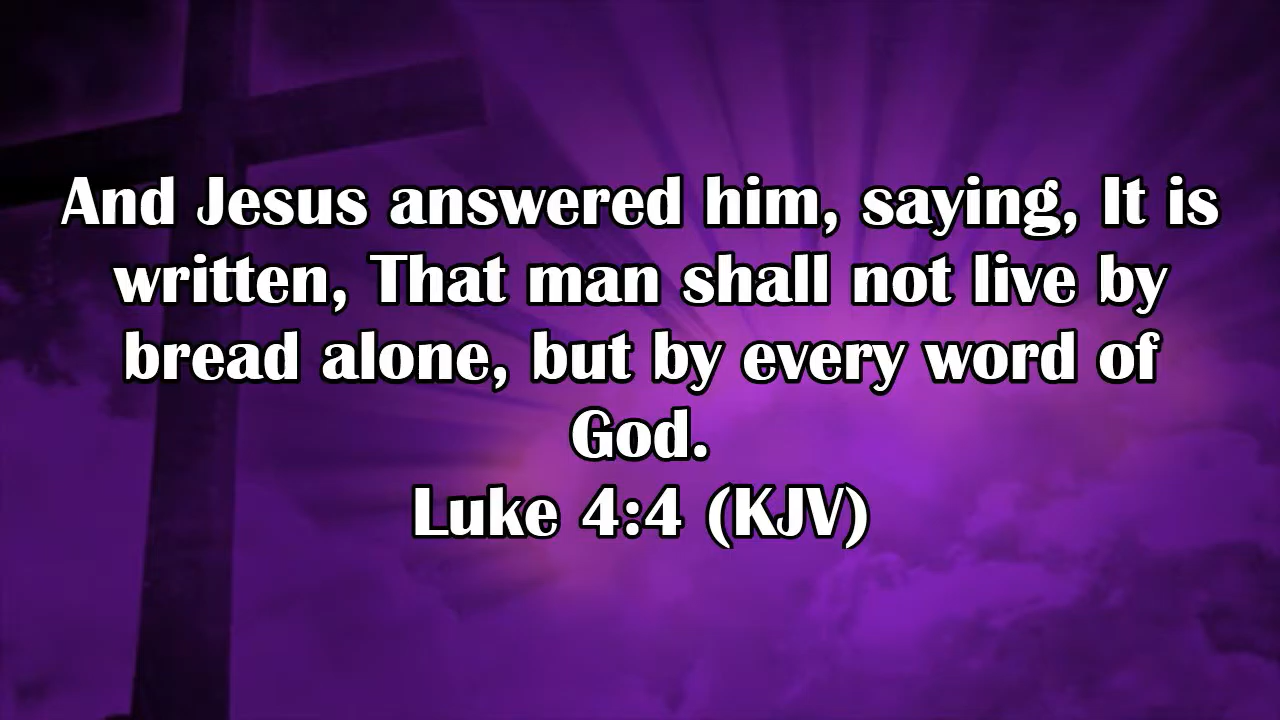 And Jesus answered him, saying, It is
written, That man shall not live by
bread alone, but by every word of
God.
Luke 4:4 (KJV)